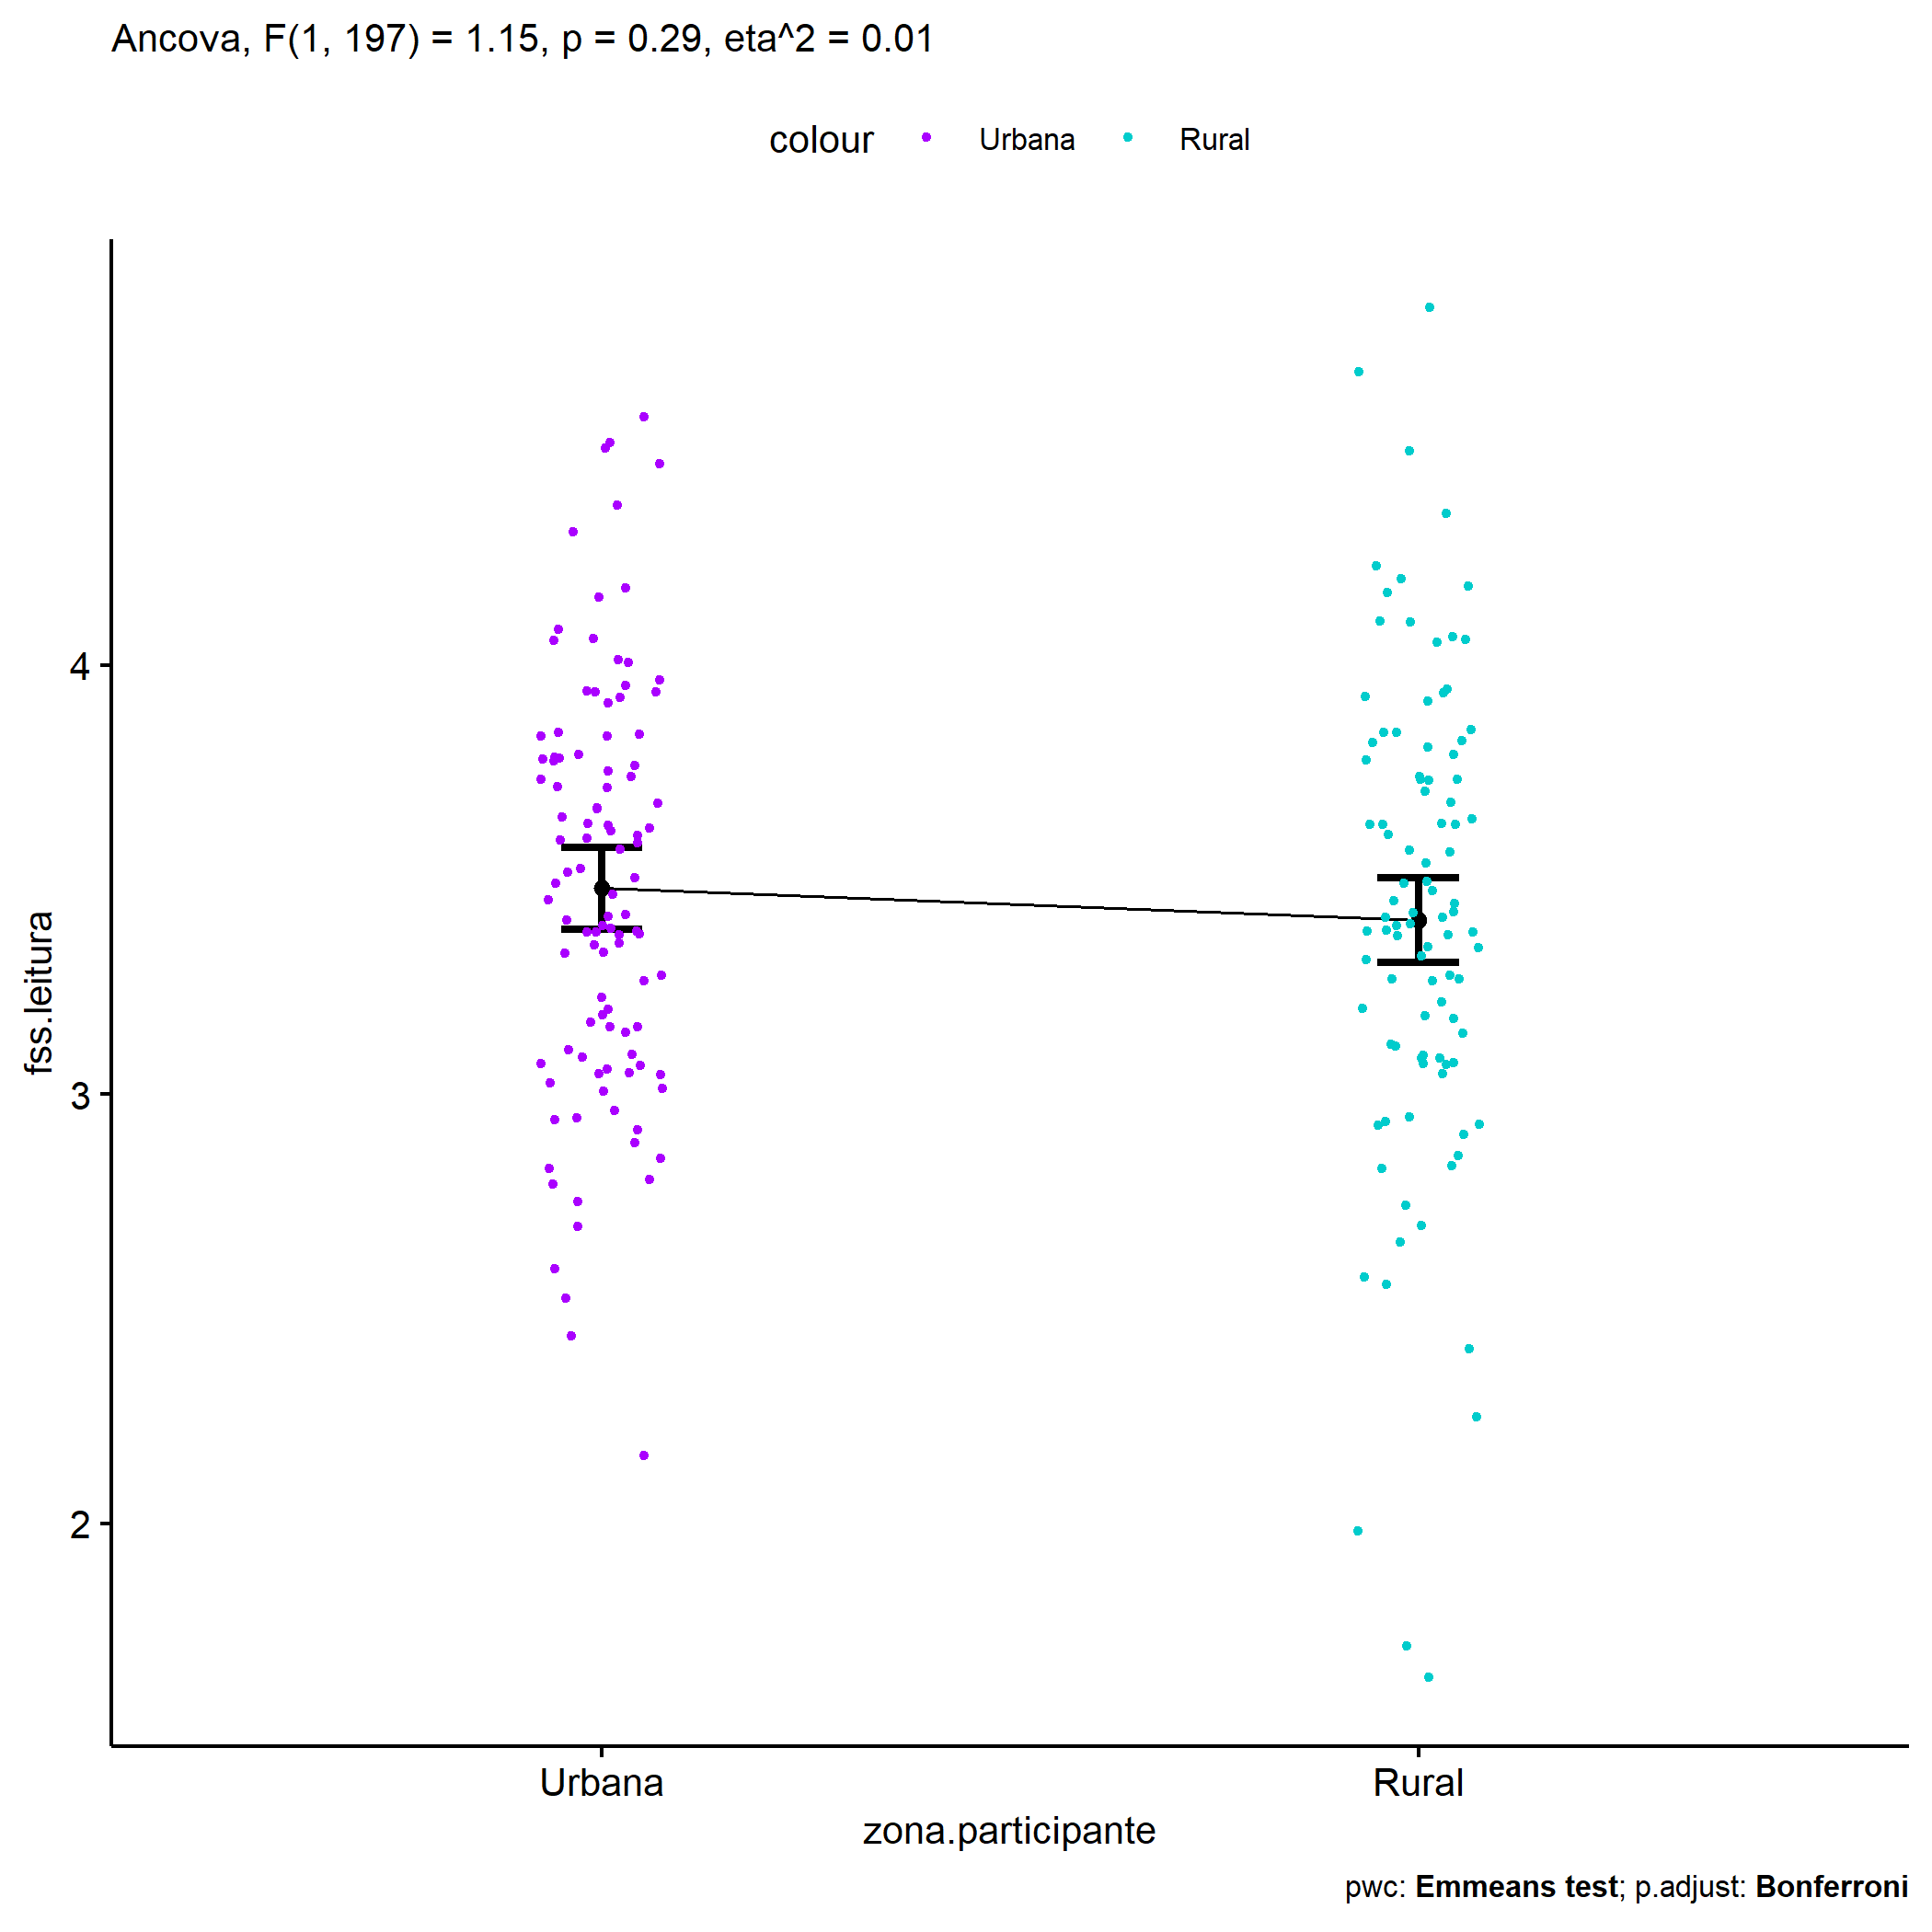 Ancova, F(1, 197) = 1.15, p = 0.29, eta^2 = 0.01
colour Urbana Rural
fss.leitura
4
3
2
Urbana Rural
zona.participante
pwc: Emmeans test; p.adjust: Bonferroni